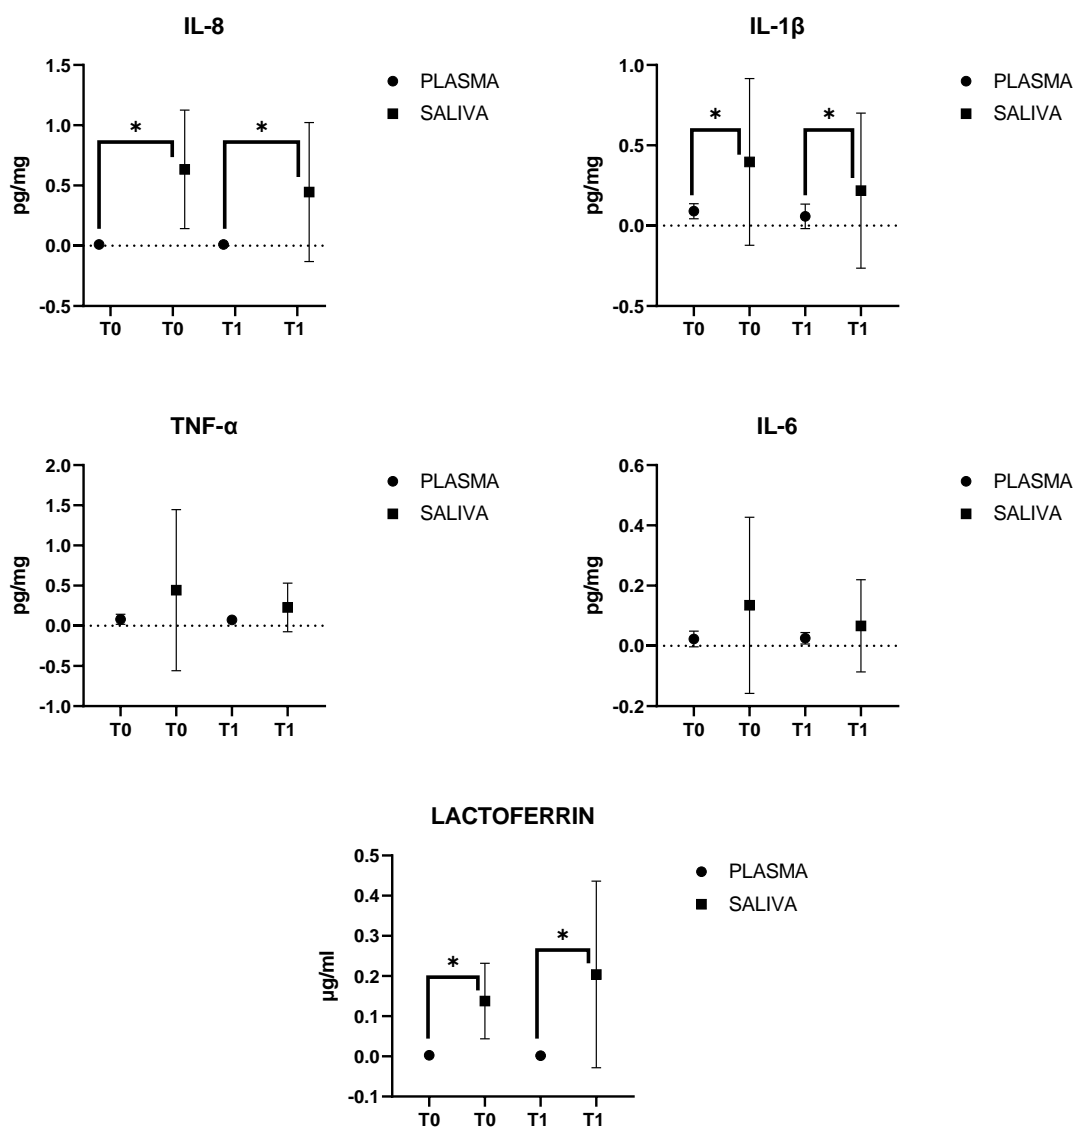 IL-8
1.5
1.0
0.5
0.0
-0.5
pg/mg
*
*
T0 T0 T1 T1
PLASMA
SALIVA
IL-1β
1.0
0.5
0.0
-0.5
pg/mg
*
*
T0 T0 T1 T1
PLASMA
SALIVA
TNF-α
2.0
1.5
1.0
0.5
0.0
-0.5
-1.0
pg/mg
T0 T0 T1 T1
PLASMA
SALIVA
IL-6
0.6
0.4
0.2
0.0
-0.2
pg/mg
T0 T0 T1 T1
PLASMA
SALIVA
LACTOFERRIN
0.5
0.4
0.3
0.2
0.1
0.0
-0.1
µg/ml
*
*
T0 T0 T1 T1
PLASMA
SALIVA